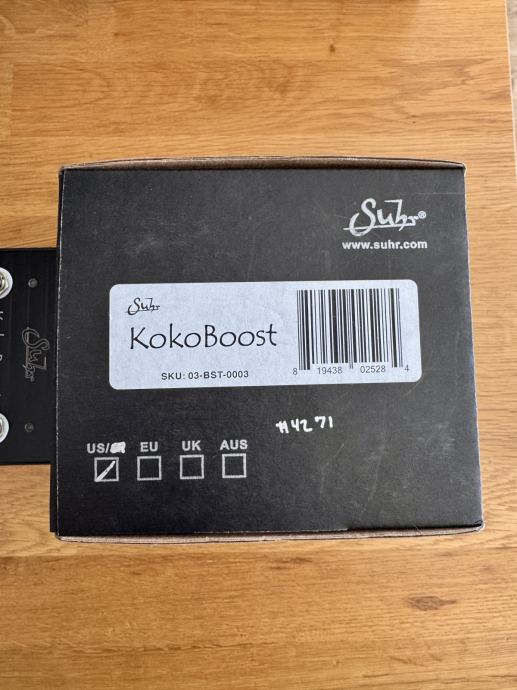 Suhr®
www.suhr.com
Suhr
KokoBoost
SKU: 03-BST-0003
8 19438 02528 4
#4271
US/ EU UK AUS
Suhr